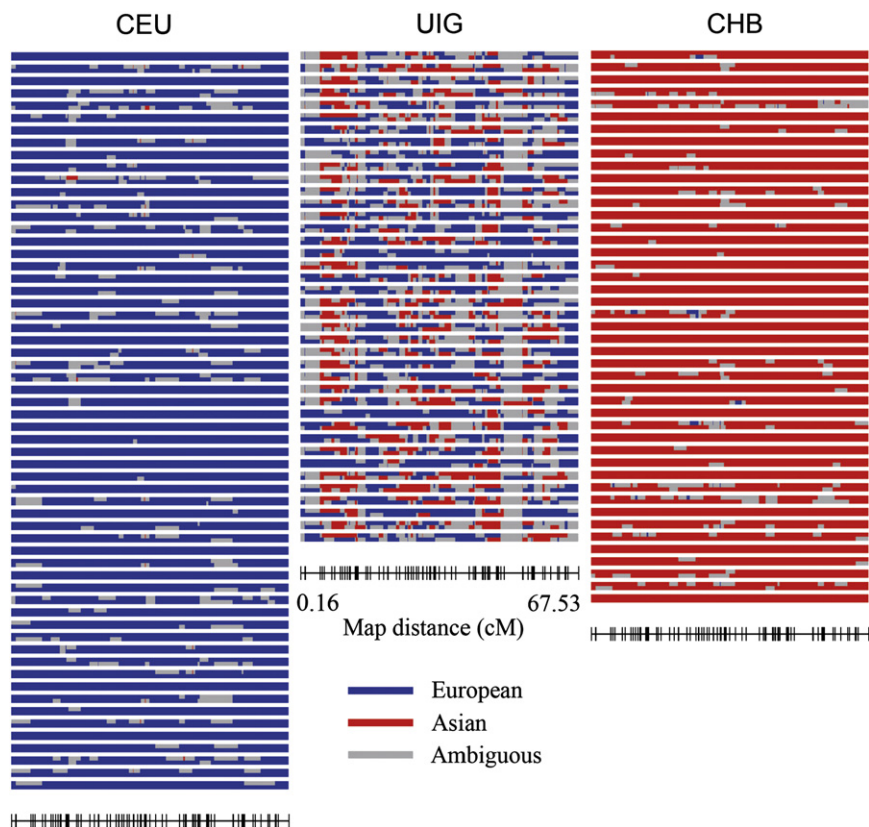 CEU
UIG
CHB
0.16
67.53
Map distance (cM)
European
Asian
Ambiguous